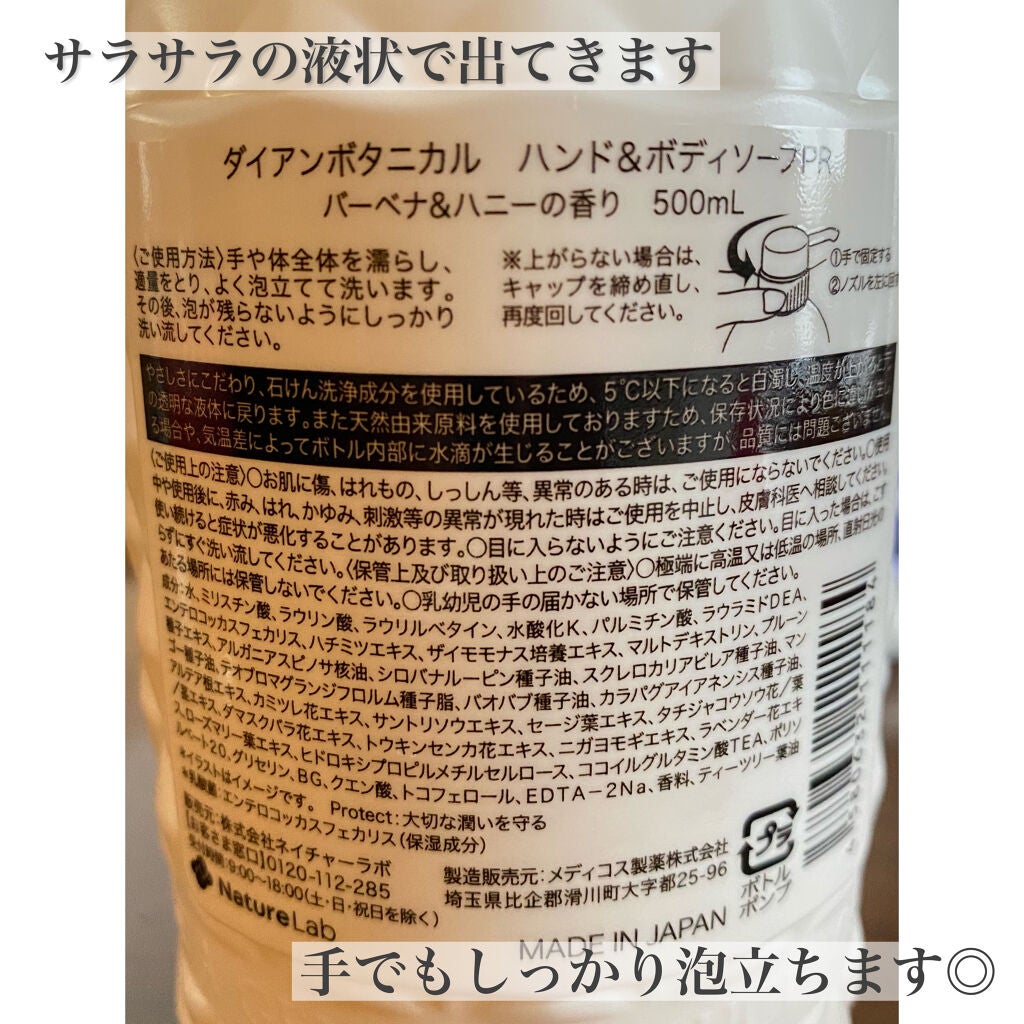 サラサラの液状で出てきます
ダイアンボタニカル ハンド&ボディソープPR
バーベナ&ハニーの香り 500mL
〈ご使用方法〉手や体全体を濡らし、
適量をとり、よく泡立てて洗います。
その後、泡が残らないようにしっかり
洗い流してください。
※上がらない場合は、
キャップを締め直し、
再度回してください。
①手で固定する
②ノズルを左に回す
やさしさにこだわり、石けん洗浄成分を使用しているため、5℃以下になると白濁し、温度が上がると
の透明な液体に戻ります。また天然由来原料を使用しておりますため、保存状況により色に差が生じ
る場合や、気温差によってボトル内部に水滴が生じることがございますが、品質には問題ございません。
〈ご使用上の注意〉○お肌に傷、はれもの、しっしん等、異常のある時は、ご使用にならないでください。○使用
中や使用後に、赤み、はれ、かゆみ、刺激等の異常が現れた時はご使用を中止し、皮膚科医へ相談してください。
使い続けると症状が悪化することがあります。○目に入らないようにご注意ください。目に入った場合は、こす
らずにすぐ洗い流してください。〈保管上及び取り扱い上のご注意〉○極端に高温又は低温の場所、直射日光の
あたる場所には保管しないでください。○乳幼児の手の届かない場所で保管してください。
成分:水、ミリスチン酸、ラウリン酸、ラウリルベタイン、水酸化K、パルミチン酸、ラウラミドDEA、
エンテロコッカスフェカリス、ハチミツエキス、ザイモモナス培養エキス、マルトデキストリン、プルーン
種子エキス、アルガニアスピノサ核油、シロバナルーピン種子油、スクレロカリアビレア種子油、マン
ゴー種子油、テオブロマグランジフロルム種子脂、バオバブ種子油、カラパグアイアネンシス種子油、
アルテア根エキス、カミツレ花エキス、サントリソウエキス、セージ葉エキス、タチジャコウソウ花/葉
/茎エキス、ダマスクバラ花エキス、トウキンセンカ花エキス、ニガヨモギエキス、ラベンダー花エキ
ス、ローズマリー葉エキス、ヒドロキシプロピルメチルセルロース、ココイルグルタミン酸TEA、ポリソ
ルベート20、グリセリン、BG、クエン酸、トコフェロール、EDTA-2Na、香料、ティーツリー葉油
*イラストはイメージです。 Protect:大切な潤いを守る
*乳酸菌:エンテロコッカスフェカリス(保湿成分)
販売元:株式会社ネイチャーラボ
【お客さま窓口】0120-112-285
受付時間:9:00〜18:00(土・日・祝日を除く)
NatureLab
製造販売元:メディコス製薬株式会社
埼玉県比企郡滑川町大字都25-96
MADE IN JAPAN
プラ
ボトル
ポンプ
手でもしっかり泡立ちます◎